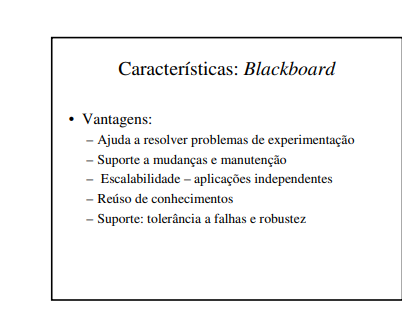 Características: Blackboard
• Vantagens:
– Ajuda a resolver problemas de experimentação
– Suporte a mudanças e manutenção
– Escalabilidade – aplicações independentes
– Reúso de conhecimentos
– Suporte: tolerância a falhas e robustez